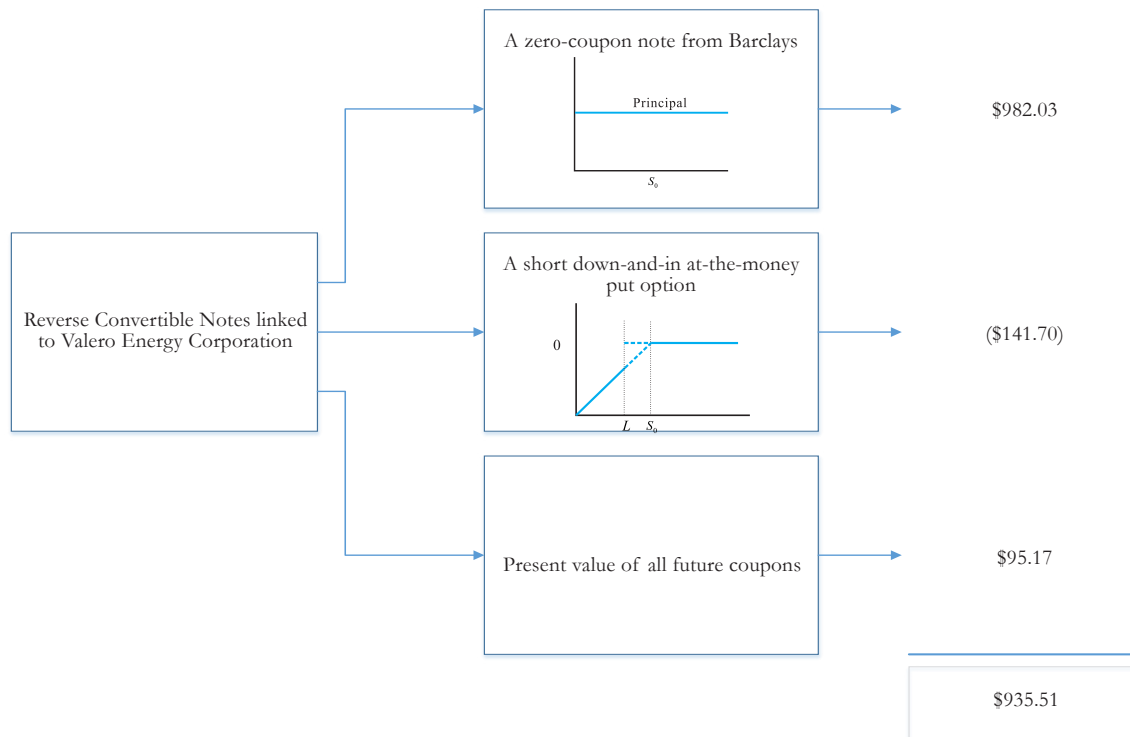 A zero-coupon note from Barclays
Principal
S₀
$982.03
Reverse Convertible Notes linked
to Valero Energy Corporation
A short down-and-in at-the-money
put option
0
L S₀
($141.70)
Present value of all future coupons
$95.17
$935.51